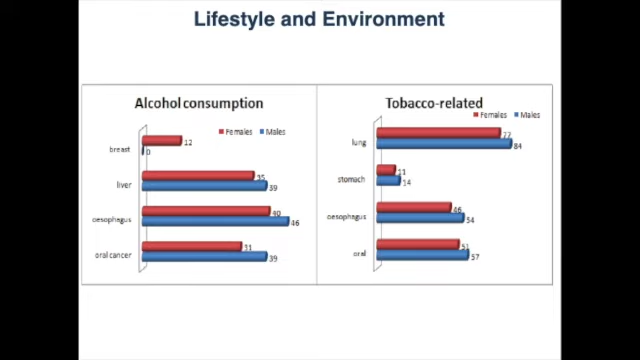 Lifestyle and Environment
Alcohol consumption
Females Males
breast
12
0
liver
35
39
oesophagus
40
46
oral cancer
31
39
Tobacco-related
Females Males
lung
77
84
stomach
11
14
oesophagus
46
54
oral
51
57